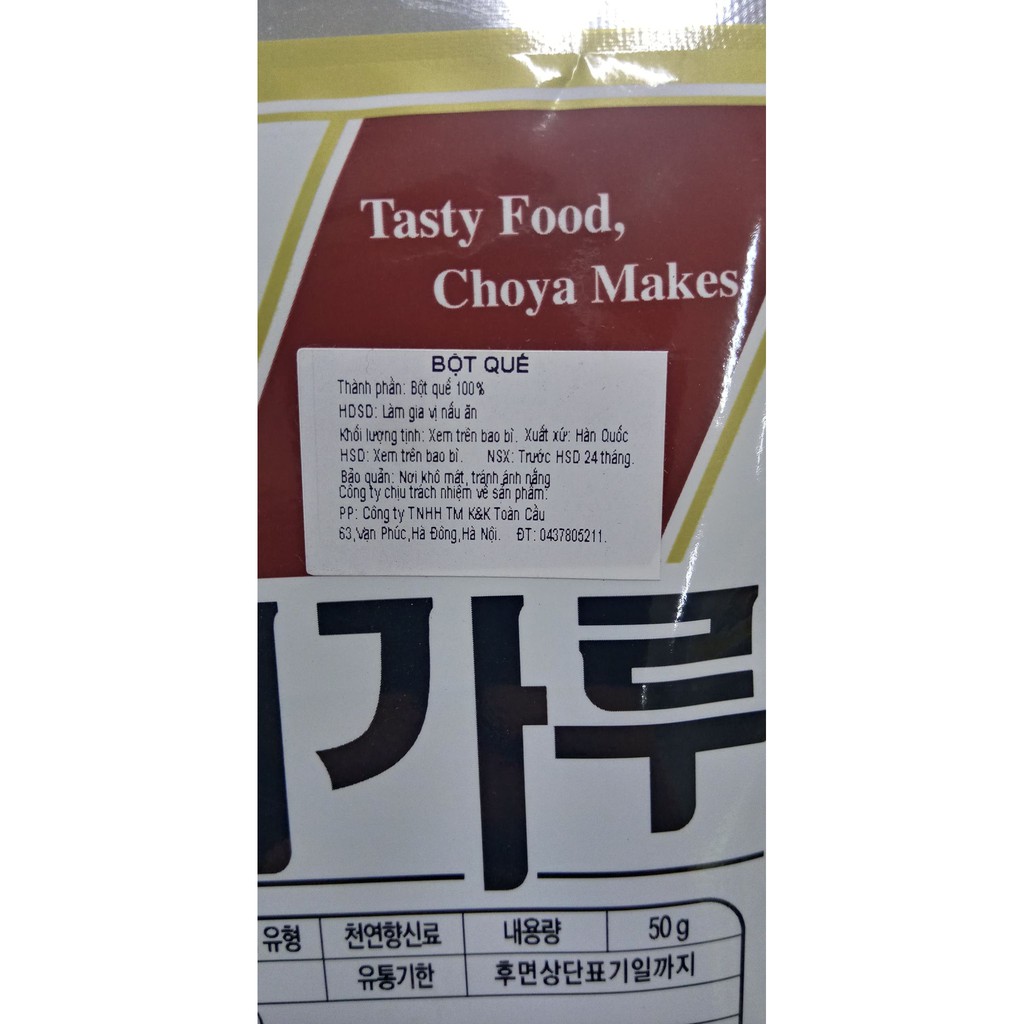 Tasty Food,
Choya Makes
BỘT QUẾ
Thành phần: Bột quế 100%
HDSD: Làm gia vị nấu ăn
Khối lượng tịnh: Xem trên bao bì. Xuất xứ: Hàn Quốc
HSD: Xem trên bao bì. NSX: Trước HSD 24 tháng.
Bảo quản: Nơi khô mát, tránh ánh nắng
Công ty chịu trách nhiệm về sản phẩm:
PP: Công ty TNHH TM K&K Toàn Cầu
63,Vạn Phúc,Hà Đông,Hà Nội. ĐT: 0437805211.
가루
유형 천연향신료 내용량 50 g
유통기한 후면상단표기일까지